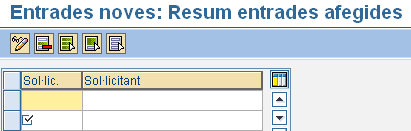 Entrades noves: Resum entrades afegides
Sol·lic. Sol·licitant